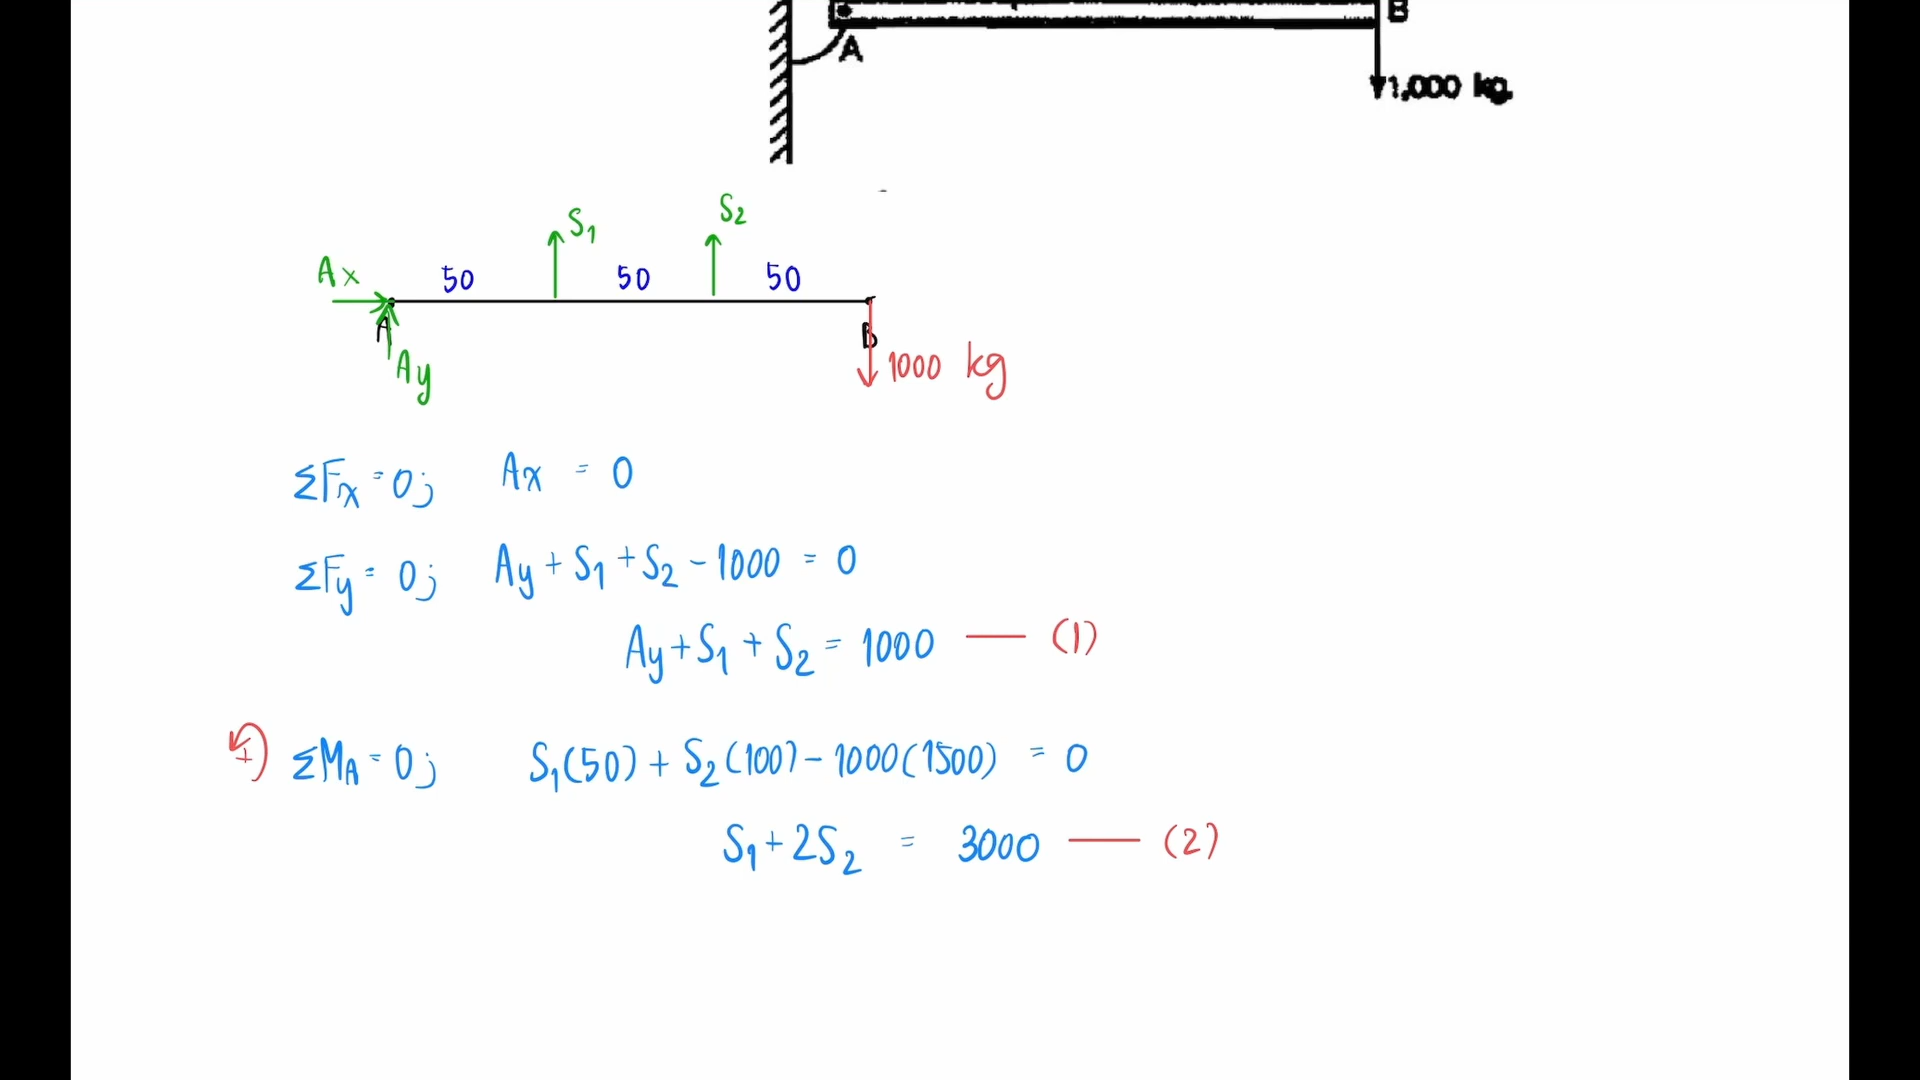 B
A
1,000 kg.
S1 S2
Ax 50 50 50
A B
Ay 1000 kg
ΣFx = 0; Ax = 0
ΣFy = 0; Ay + S1 + S2 - 1000 = 0
Ay + S1 + S2 = 1000 — (1)
+ ΣMA = 0; S1(50) + S2(100) - 1000(1500) = 0
S1 + 2S2 = 3000 — (2)